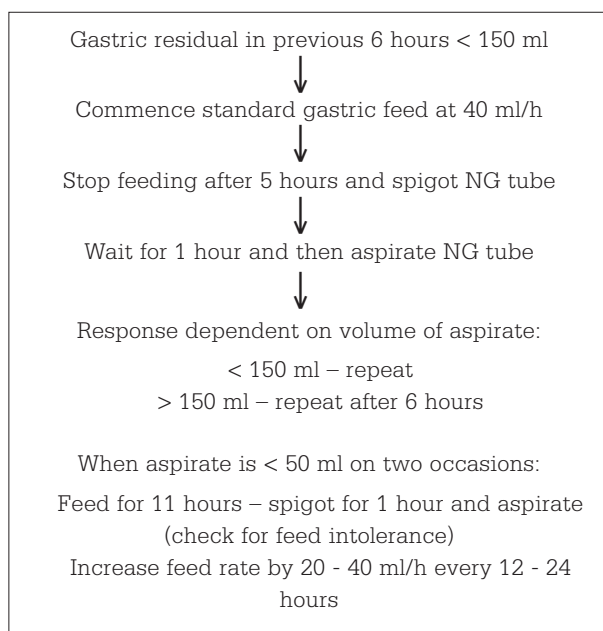 Gastric residual in previous 6 hours < 150 ml
Commence standard gastric feed at 40 ml/h
Stop feeding after 5 hours and spigot NG tube
Wait for 1 hour and then aspirate NG tube
Response dependent on volume of aspirate:
< 150 ml – repeat
> 150 ml – repeat after 6 hours
When aspirate is < 50 ml on two occasions:
Feed for 11 hours – spigot for 1 hour and aspirate
(check for feed intolerance)
Increase feed rate by 20 - 40 ml/h every 12 - 24
hours